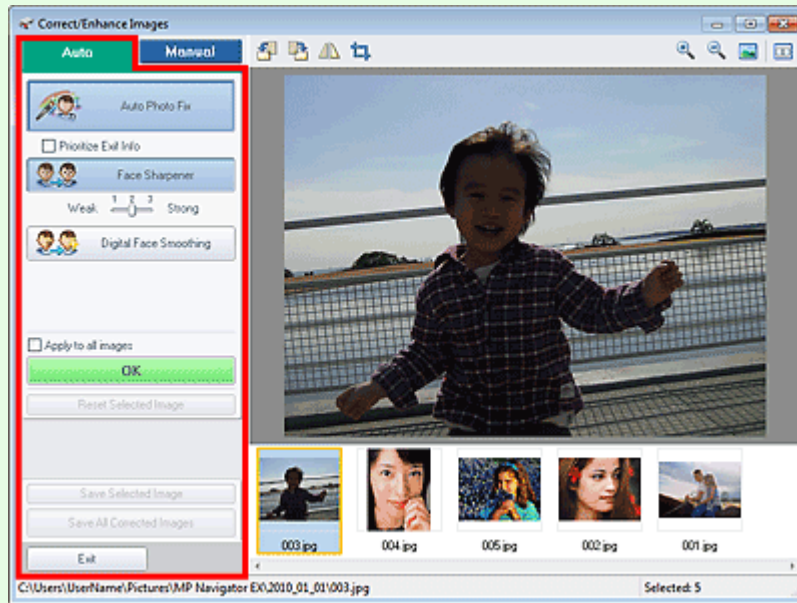 Correct/Enhance Images
Auto
Manual
Auto Photo Fix
Prioritize Exif Info
Face Sharpener
1 2 3
Weak Strong
Digital Face Smoothing
Apply to all images
OK
Reset Selected Image
Save Selected Image
Save All Corrected Images
Exit
003.jpg
004.jpg
005.jpg
002.jpg
001.jpg
C:\Users\UserName\Pictures\MP Navigator EX\2010_01_01\003.jpg
Selected: 5